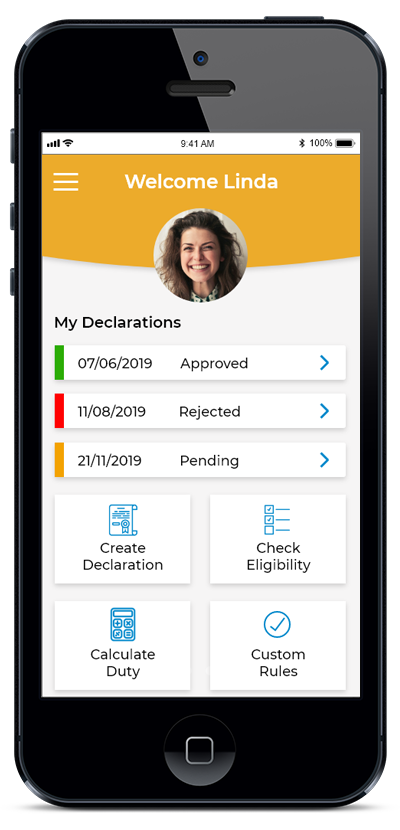 9:41 AM 100%
Welcome Linda
My Declarations
07/06/2019 Approved
11/08/2019 Rejected
21/11/2019 Pending
Create
Declaration
Check
Eligibility
Calculate
Duty
Custom
Rules